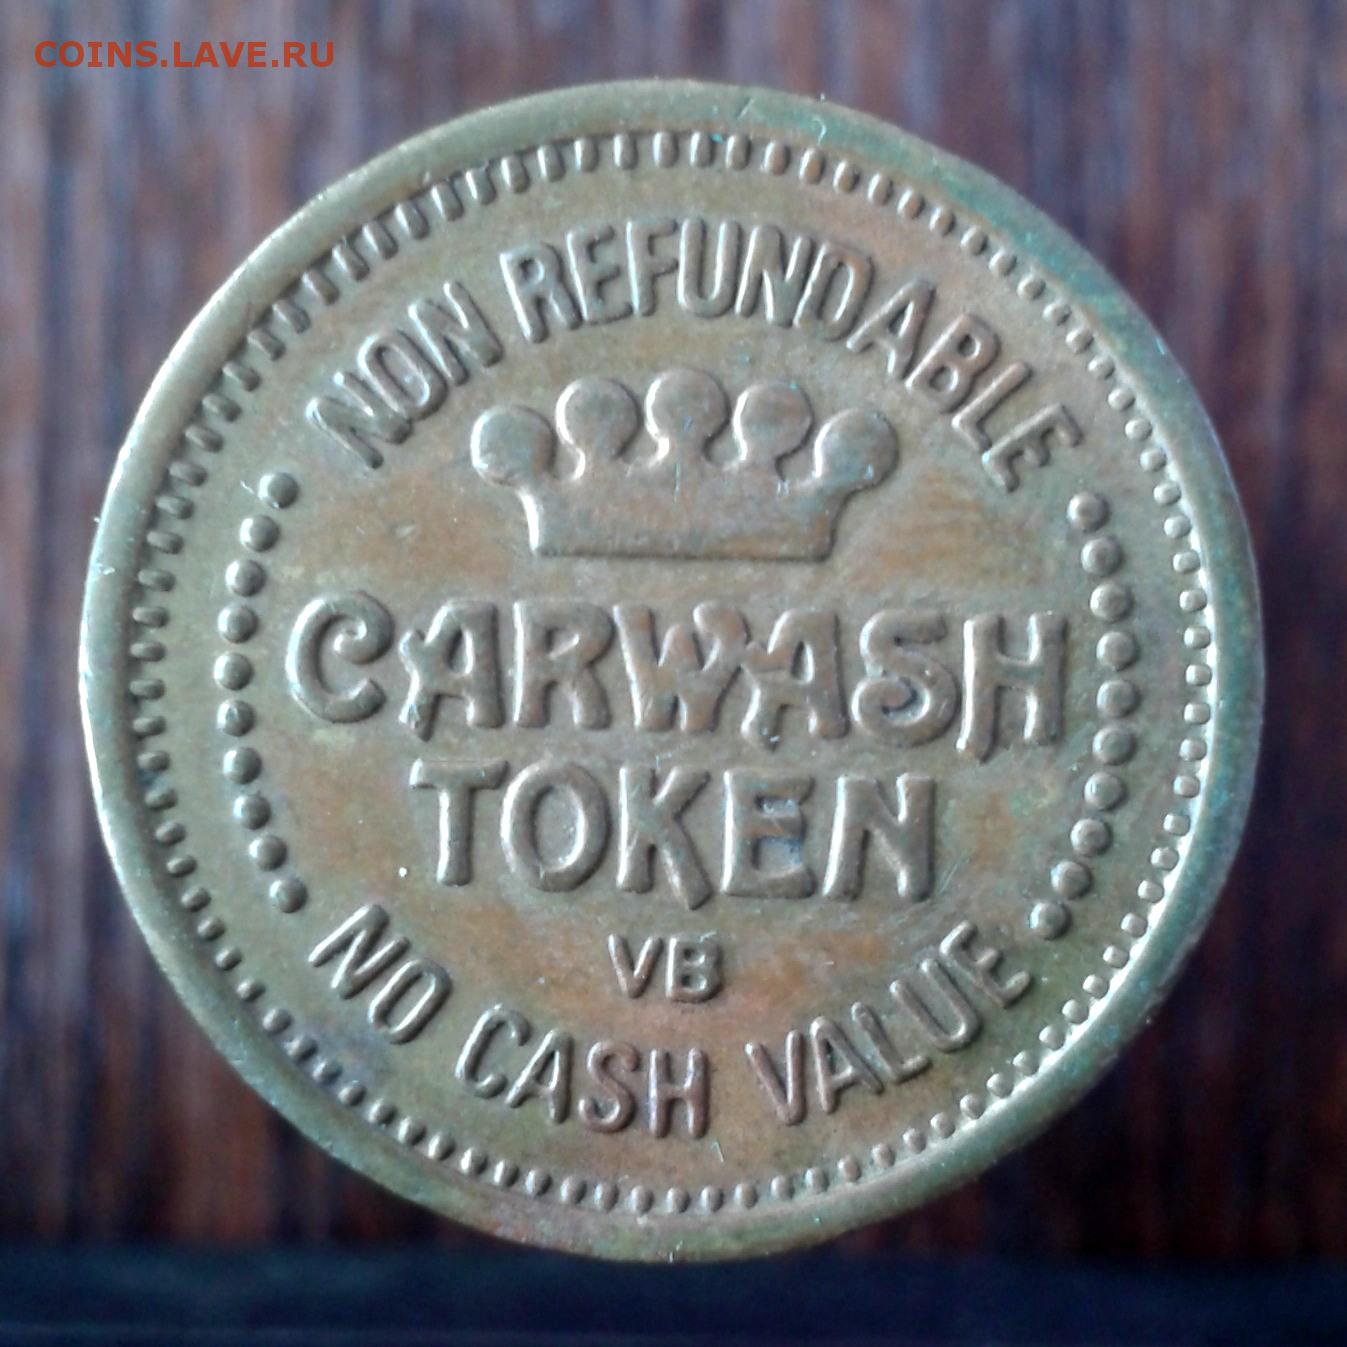 COINS.LAVE.RU
NON REFUNDABLE
CARWASH
TOKEN
VB
NO CASH VALUE